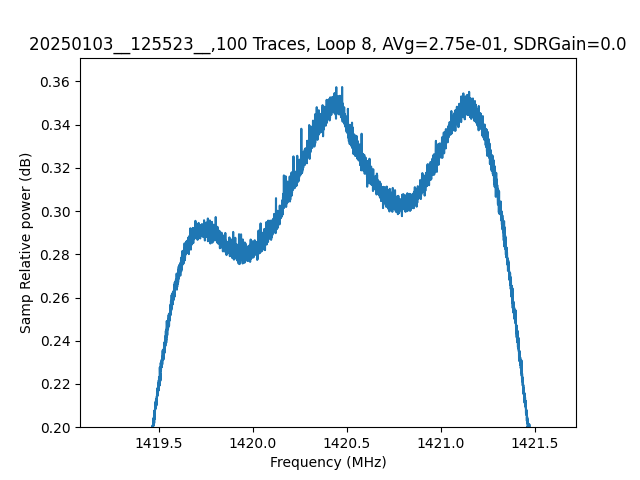 20250103__125523__,100 Traces, Loop 8, AVg=2.75e-01, SDRGain=0.0
0.36
0.34
0.32
0.30
0.28
0.26
0.24
0.22
0.20
Samp Relative power (dB)
1419.5 1420.0 1420.5 1421.0 1421.5
Frequency (MHz)